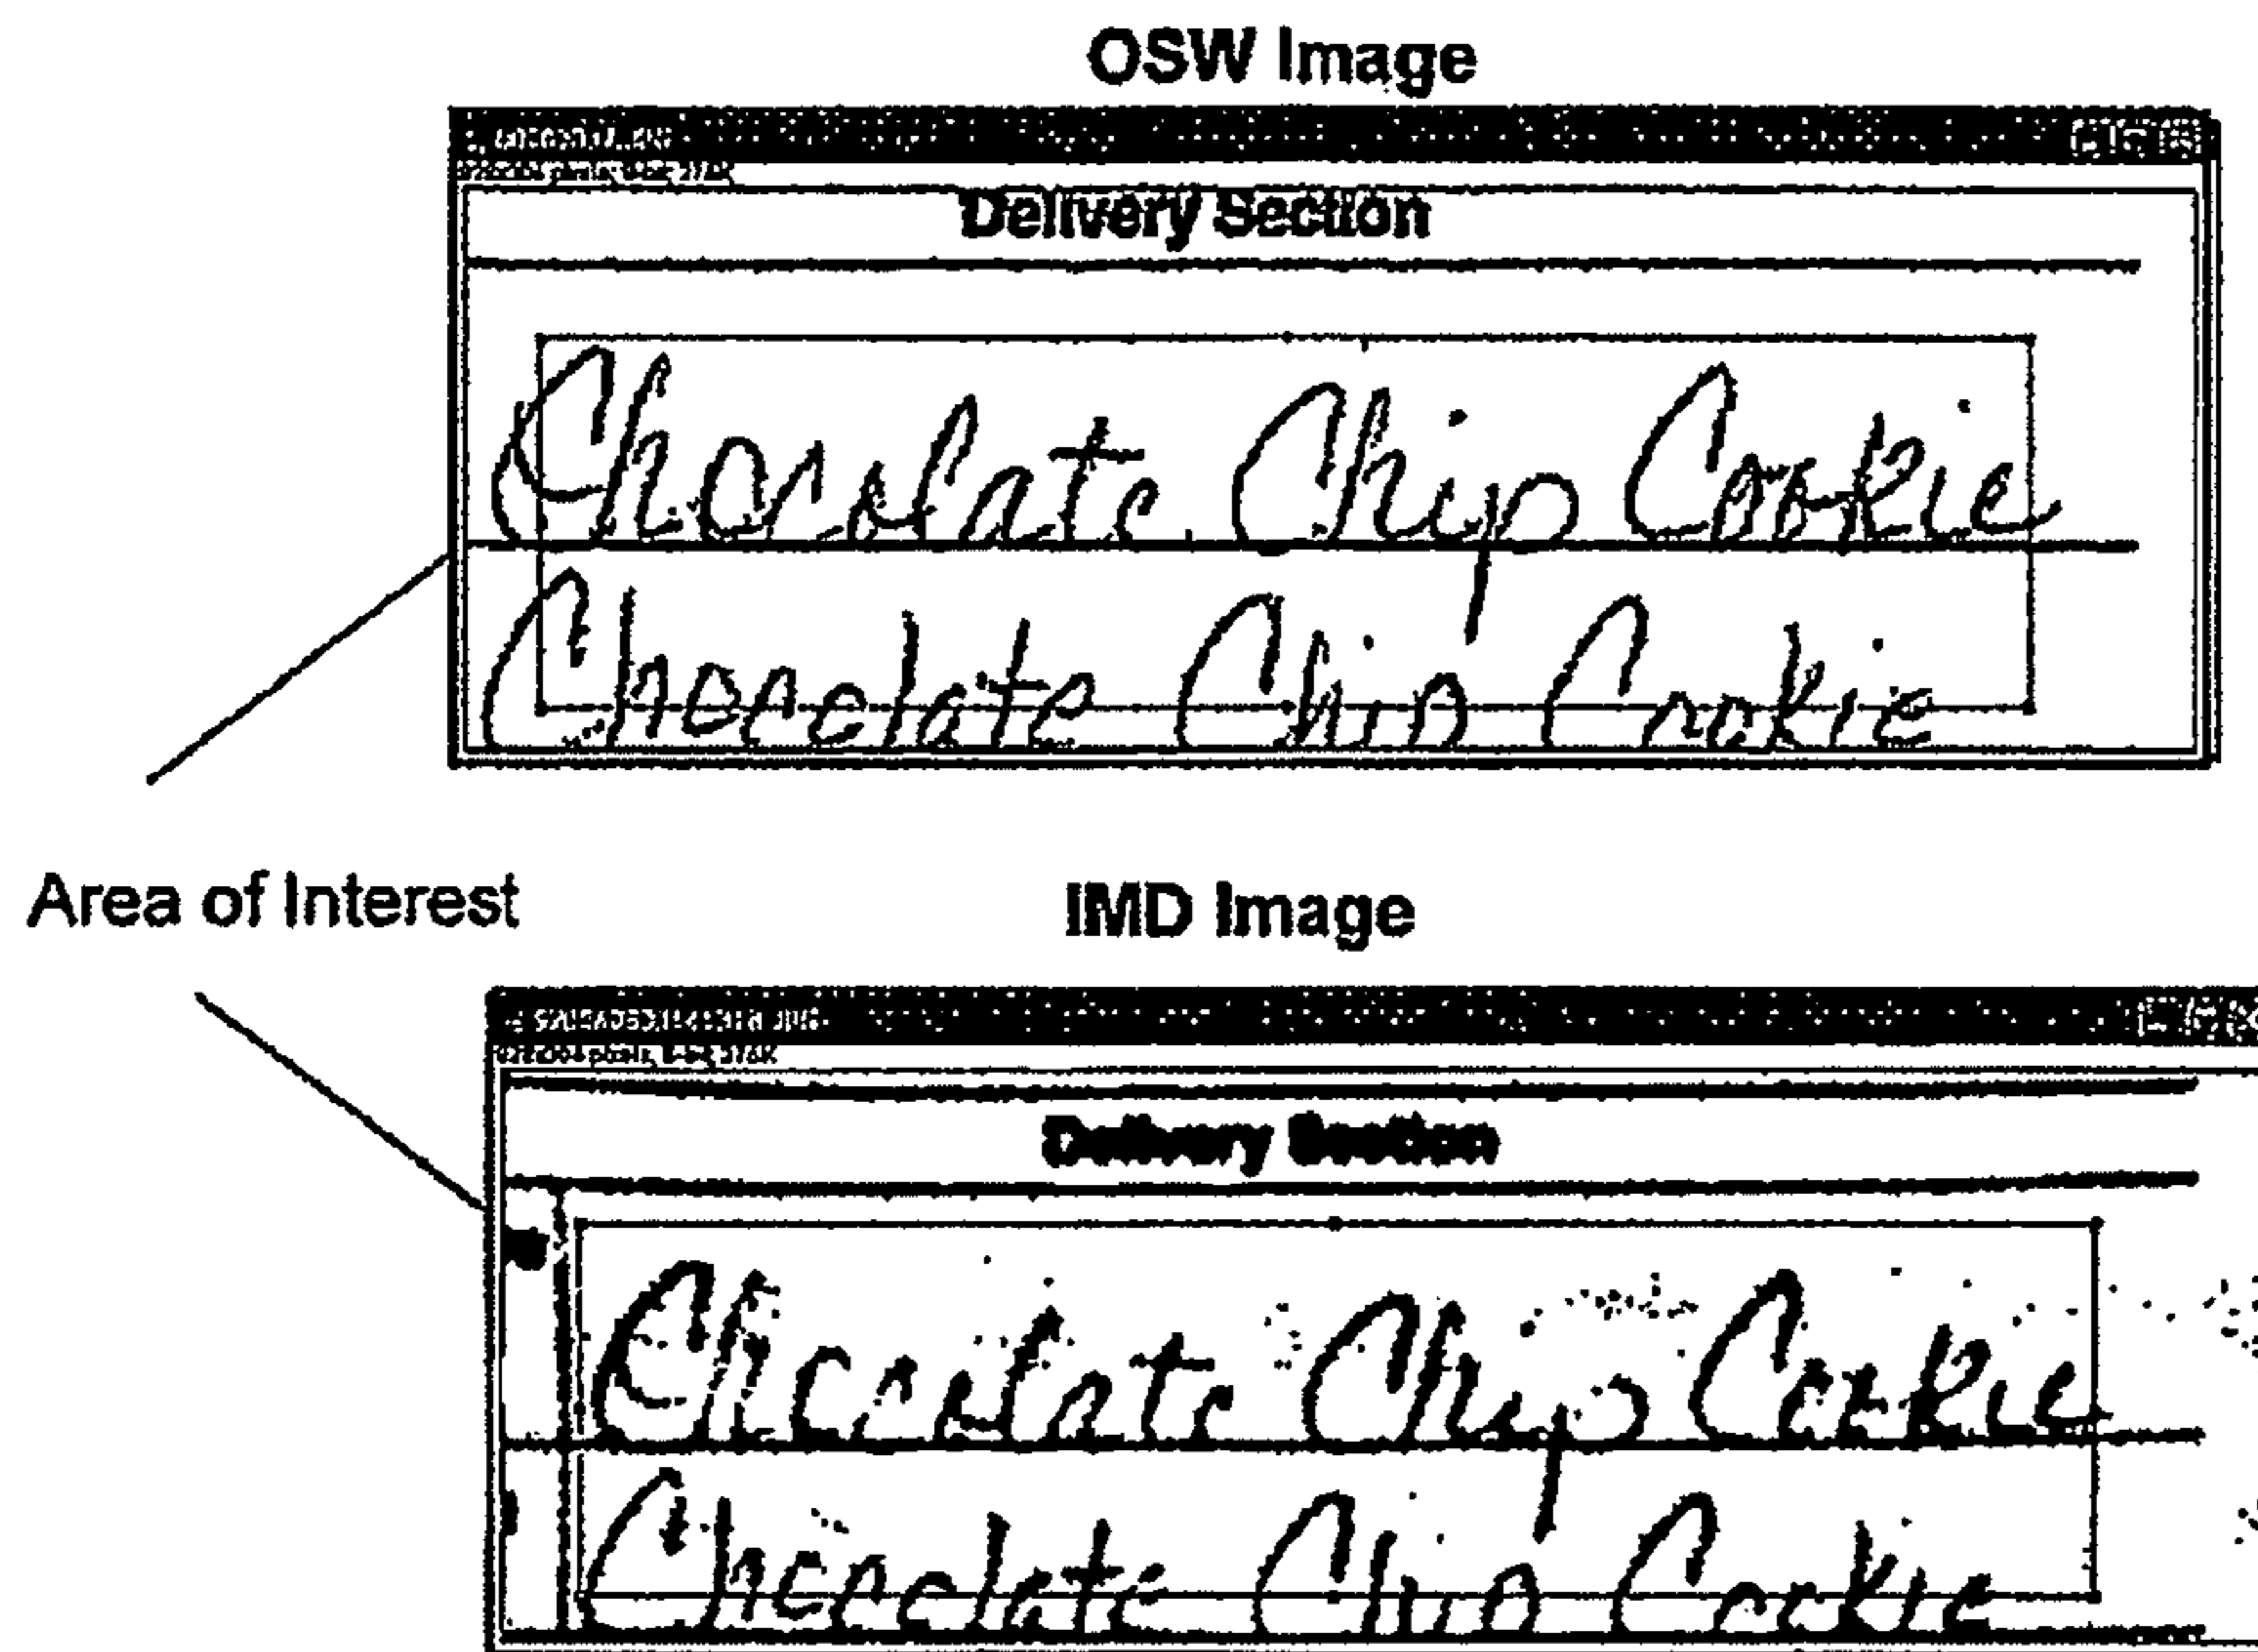 OSW Image
Delivery Section
Chocolate Chip Cookie
Chocolate Chip Cookie
Area of Interest
IMD Image
Delivery Section
Chocolate Chip Cookie
Chocolate Chip Cookie